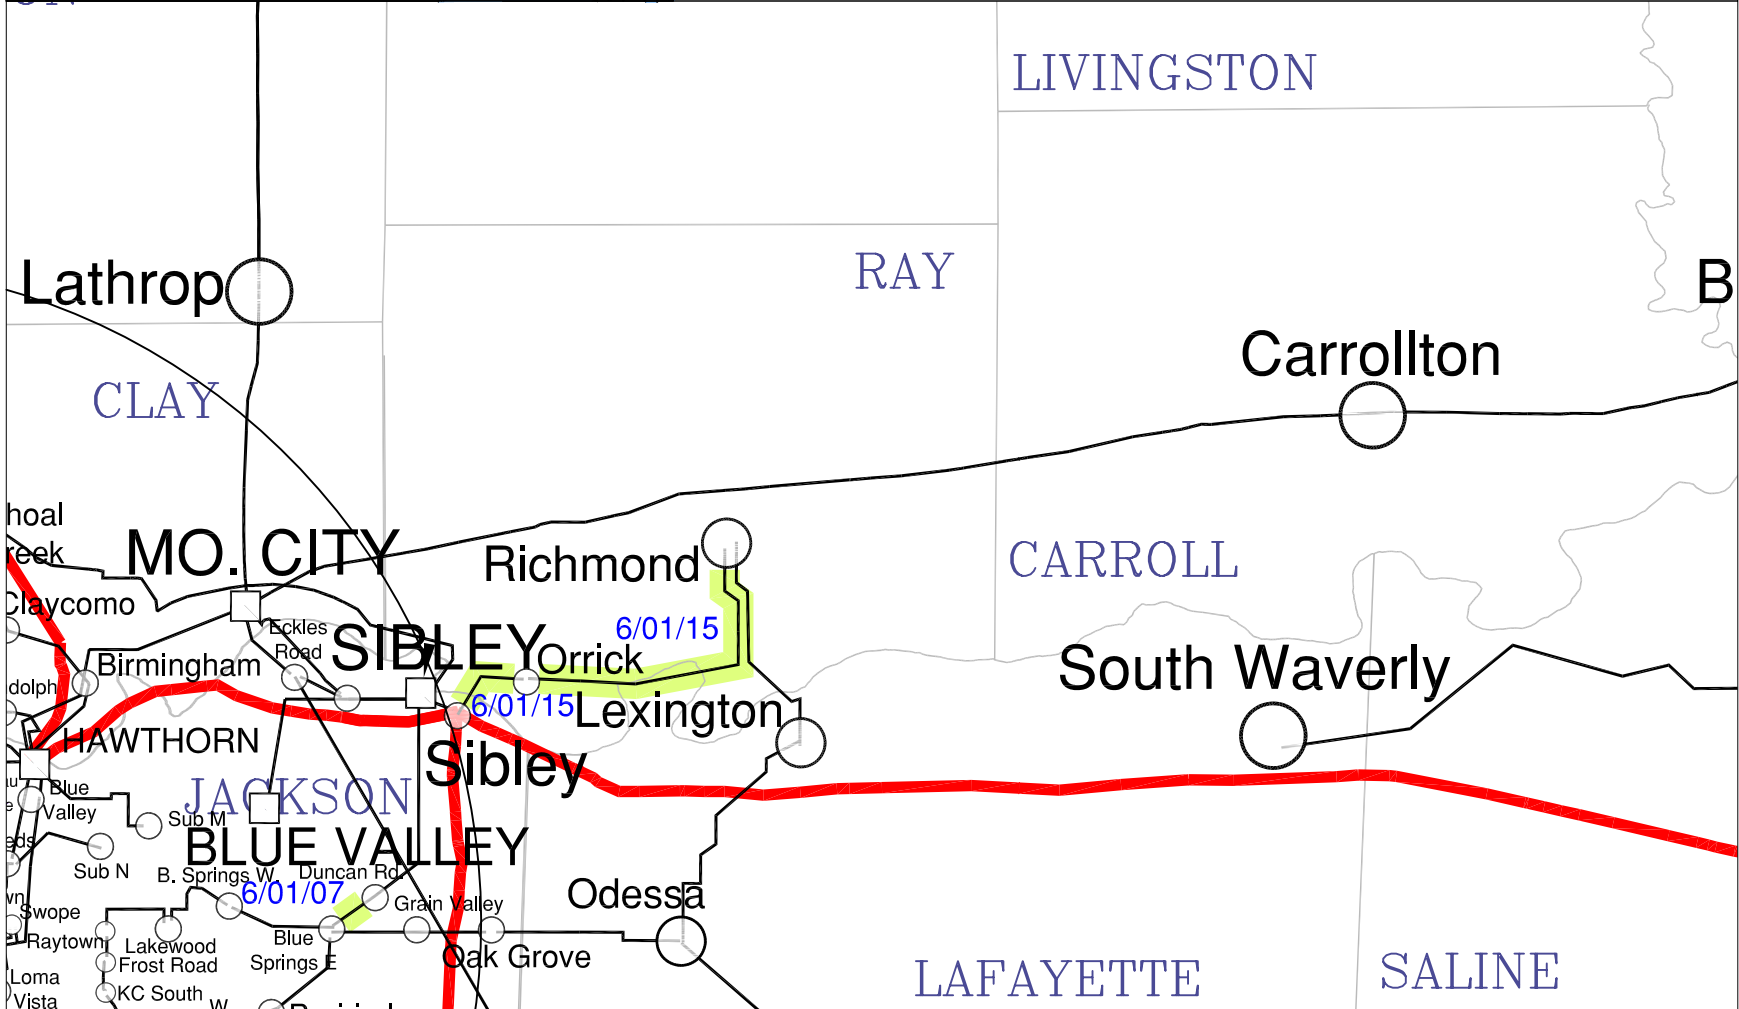 LIVINGSTON
RAY
Lathrop
B
Carrollton
CLAY
hoal
reek
MO. CITY
Richmond
CARROLL
Claycomo
Eckles
Road
6/01/15
SIBLEY
Orrick
Birmingham
South Waverly
dolph
6/01/15
Lexington
HAWTHORN
Sibley
Blue
Valley
JACKSON
Sub M
eds
BLUE VALLEY
Sub N
B. Springs W.
Duncan Rd.
6/01/07
Grain Valley
Odessa
wn
Swope
Raytown
Lakewood
Blue
Springs E
Oak Grove
Frost Road
LAFAYETTE
SALINE
Loma
Vista
KC South
W.